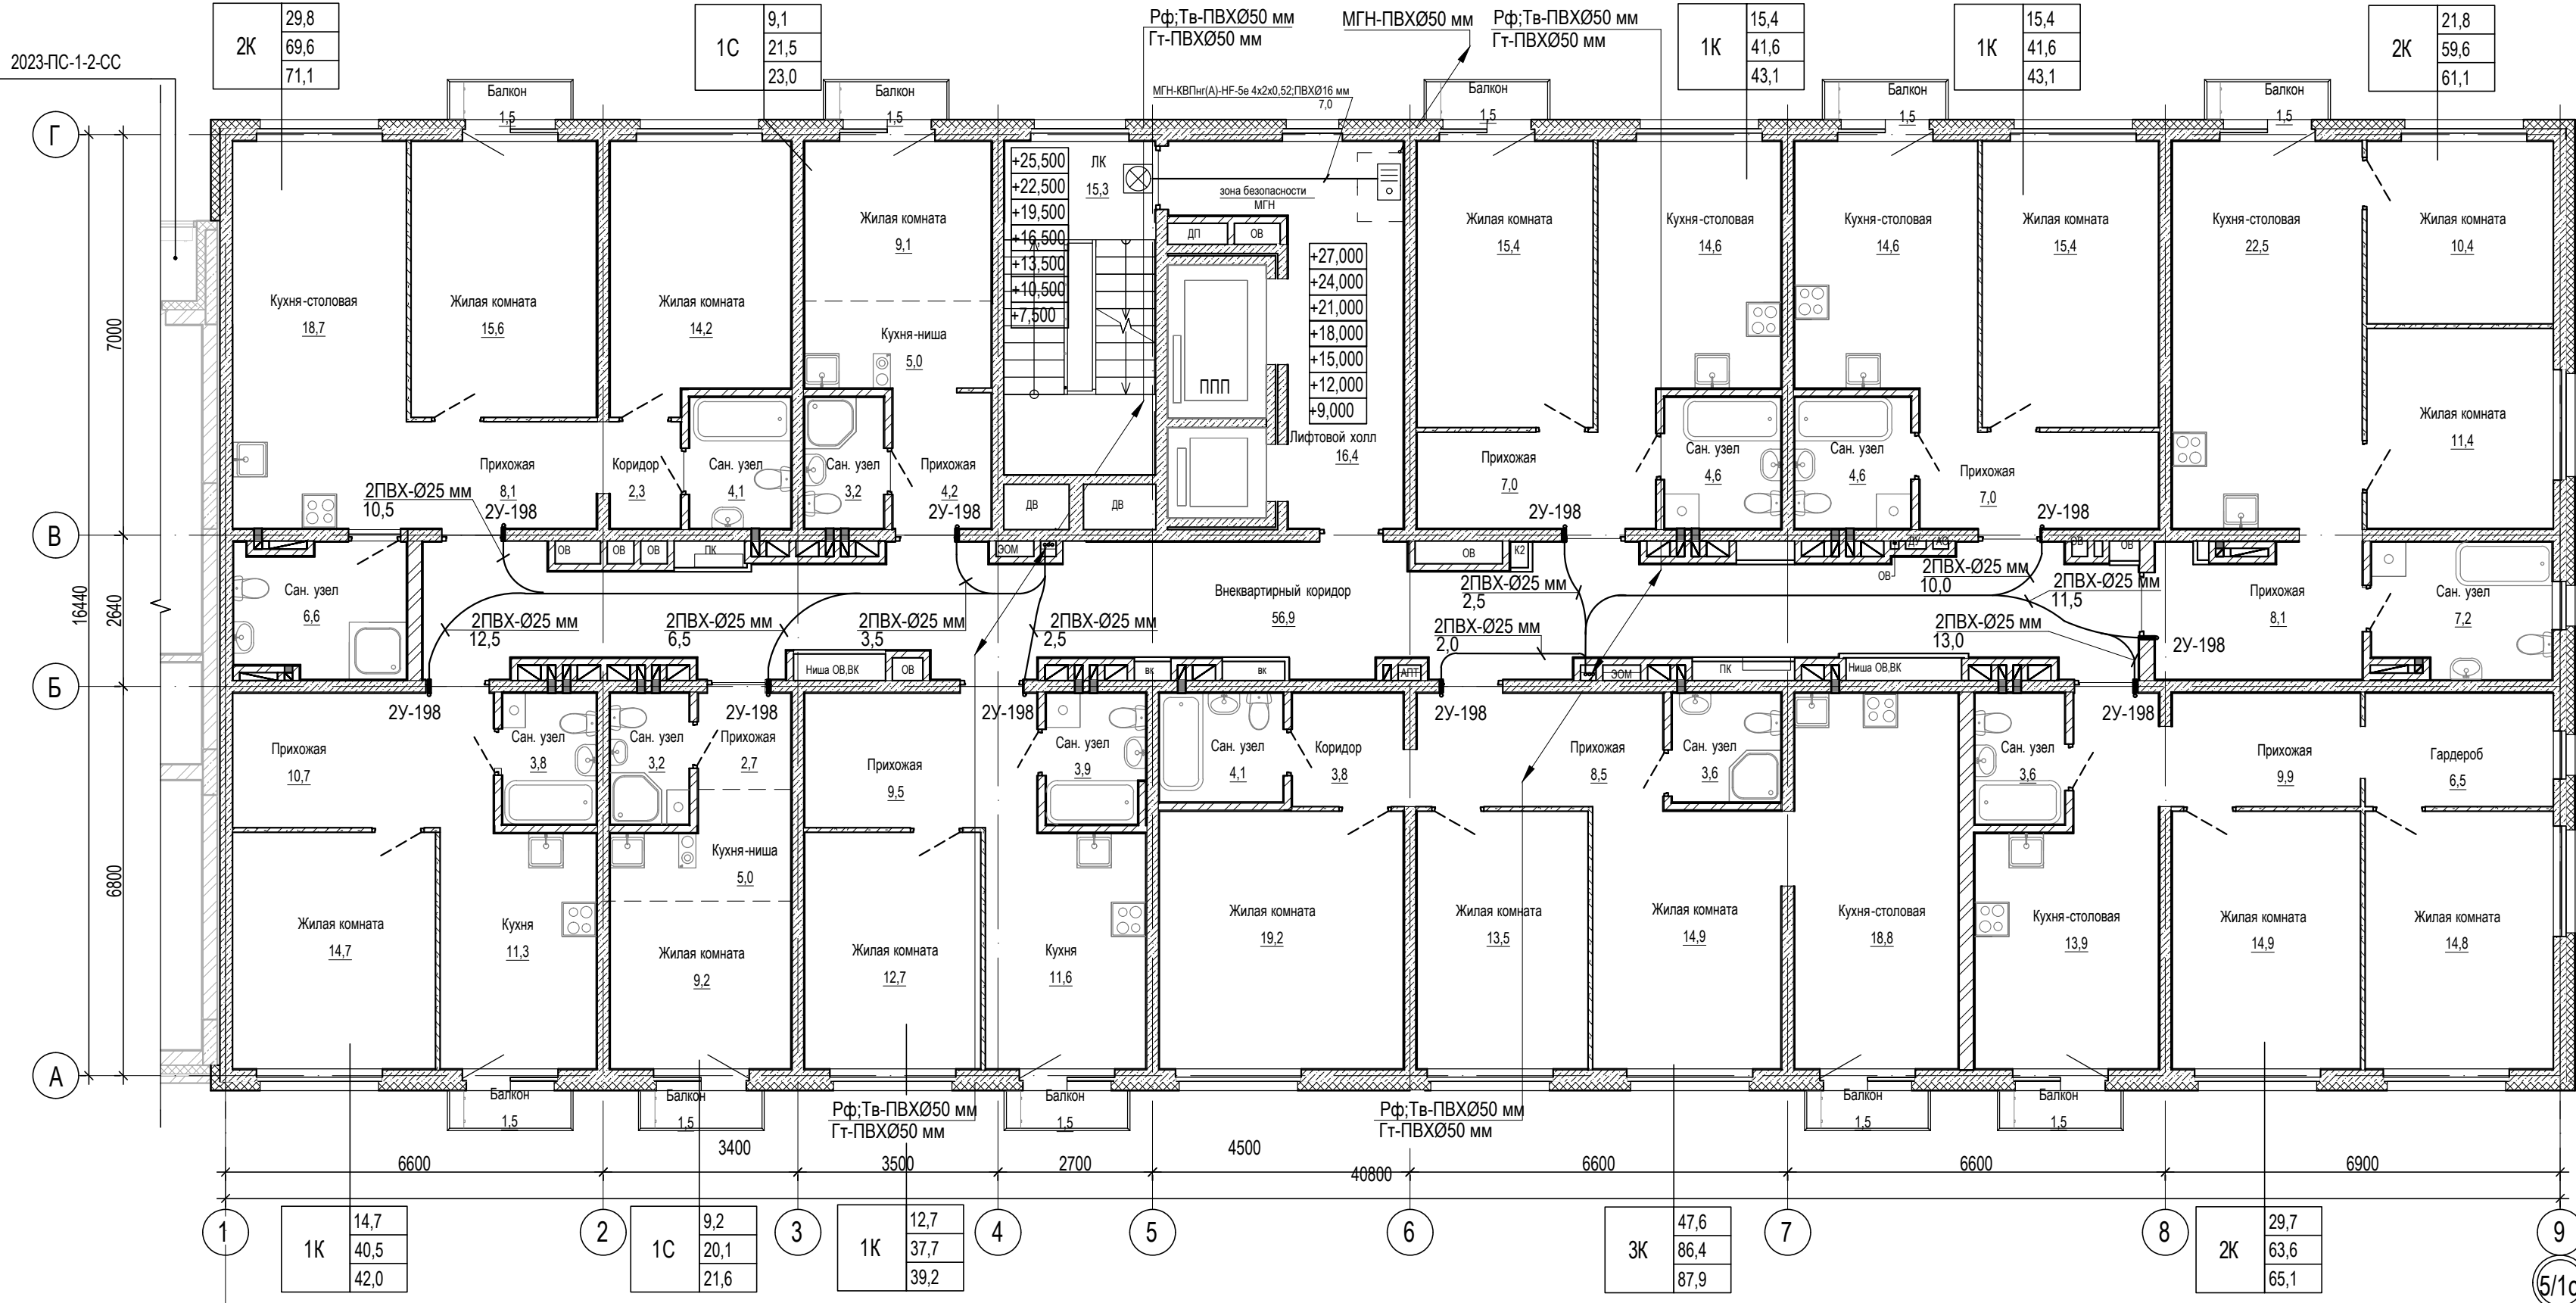 2023-ПС-1-2-СС
2К
29,8
69,6
71,1
1С
9,1
21,5
23,0
Рф;Тв-ПВХØ50 мм
Гт-ПВХØ50 мм
МГН-ПВХØ50 мм
Рф;Тв-ПВХØ50 мм
Гт-ПВХØ50 мм
1К
15,4
41,6
43,1
1К
15,4
41,6
43,1
2К
21,8
59,6
61,1
Балкон
1,5
Балкон
1,5
МГН-КВПнг(А)-HF-5е 4х2х0,52;ПВХØ16 мм
7,0
Балкон
1,5
Балкон
1,5
Балкон
1,5
Г
+25,500
+22,500
+19,500
+16,500
+13,500
+10,500
+7,500
ЛК
15,3
зона безопасности
МГН
ДП
ОВ
+27,000
+24,000
+21,000
+18,000
+15,000
+12,000
+9,000
ППП
Лифтовой холл
16,4
Кухня-столовая
18,7
Жилая комната
15,6
Жилая комната
14,2
Жилая комната
9,1
Кухня-ниша
5,0
Жилая комната
15,4
Кухня-столовая
14,6
Кухня-столовая
14,6
Жилая комната
15,4
Кухня-столовая
22,5
Жилая комната
10,4
Жилая комната
11,4
7000
Прихожая
8,1
Коридор
2,3
Сан. узел
4,1
Сан. узел
3,2
Прихожая
4,2
Прихожая
7,0
Сан. узел
4,6
Сан. узел
4,6
Прихожая
7,0
2ПВХ-Ø25 мм
10,5
2У-198
2У-198
ДВ
ДВ
2У-198
2У-198
В
ОВ
ОВ
ОВ
ПК
ЭОМ
ОВ
К2
ДУ
АО
ОВ
ОВ
ОВ
16440
2640
Сан. узел
6,6
2ПВХ-Ø25 мм
12,5
2ПВХ-Ø25 мм
6,5
2ПВХ-Ø25 мм
3,5
2ПВХ-Ø25 мм
2,5
Внеквартирный коридор
56,9
2ПВХ-Ø25 мм
2,5
2ПВХ-Ø25 мм
2,0
2ПВХ-Ø25 мм
10,0
2ПВХ-Ø25 мм
11,5
2ПВХ-Ø25 мм
13,0
Прихожая
8,1
Сан. узел
7,2
2У-198
Б
Ниша ОВ,ВК
ОВ
вк
вк
АПТ
ЭОМ
ПК
Ниша ОВ,ВК
2У-198
2У-198
2У-198
2У-198
2У-198
Прихожая
10,7
Сан. узел
3,8
Сан. узел
3,2
Прихожая
2,7
Прихожая
9,5
Сан. узел
3,9
Сан. узел
4,1
Коридор
3,8
Прихожая
8,5
Сан. узел
3,6
Сан. узел
3,6
Прихожая
9,9
Гардероб
6,5
6800
Жилая комната
14,7
Кухня
11,3
Кухня-ниша
5,0
Жилая комната
9,2
Жилая комната
12,7
Кухня
11,6
Жилая комната
19,2
Жилая комната
13,5
Жилая комната
14,9
Кухня-столовая
18,8
Кухня-столовая
13,9
Жилая комната
14,9
Жилая комната
14,8
А
Балкон
1,5
Балкон
1,5
Рф;Тв-ПВХØ50 мм
Гт-ПВХØ50 мм
Балкон
1,5
Рф;Тв-ПВХØ50 мм
Гт-ПВХØ50 мм
Балкон
1,5
Балкон
1,5
6600
3400
3500
2700
4500
6600
6600
6900
40800
1
2
3
4
5
6
7
8
9
5/1с
1К
14,7
40,5
42,0
1С
9,2
20,1
21,6
1К
12,7
37,7
39,2
3К
47,6
86,4
87,9
2К
29,7
63,6
65,1